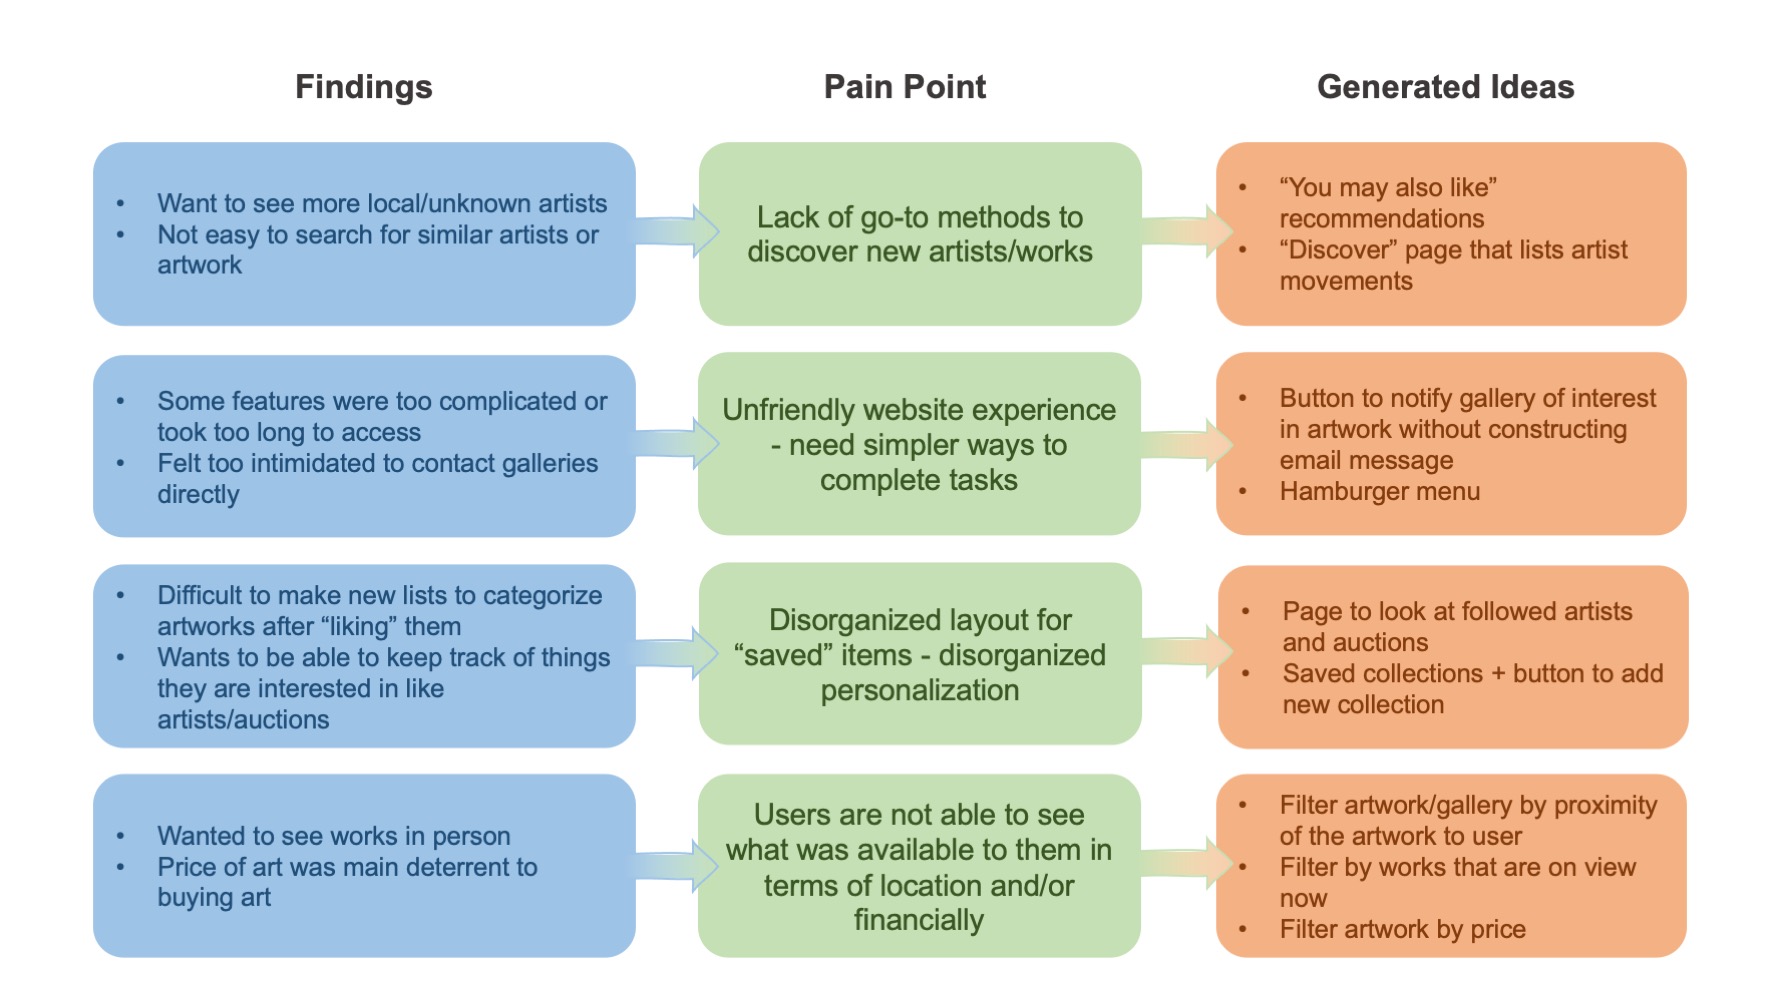 Findings
Pain Point
Generated Ideas
• Want to see more local/unknown artists
• Not easy to search for similar artists or
artwork
Lack of go-to methods to
discover new artists/works
• “You may also like”
recommendations
• “Discover” page that lists artist
movements
• Some features were too complicated or
took too long to access
• Felt too intimidated to contact galleries
directly
Unfriendly website experience
- need simpler ways to
complete tasks
• Button to notify gallery of interest
in artwork without constructing
email message
• Hamburger menu
• Difficult to make new lists to categorize
artworks after “liking” them
• Wants to be able to keep track of things
they are interested in like
artists/auctions
Disorganized layout for
“saved” items - disorganized
personalization
• Page to look at followed artists
and auctions
• Saved collections + button to add
new collection
• Wanted to see works in person
• Price of art was main deterrent to
buying art
Users are not able to see
what was available to them in
terms of location and/or
financially
• Filter artwork/gallery by proximity
of the artwork to user
• Filter by works that are on view
now
• Filter artwork by price